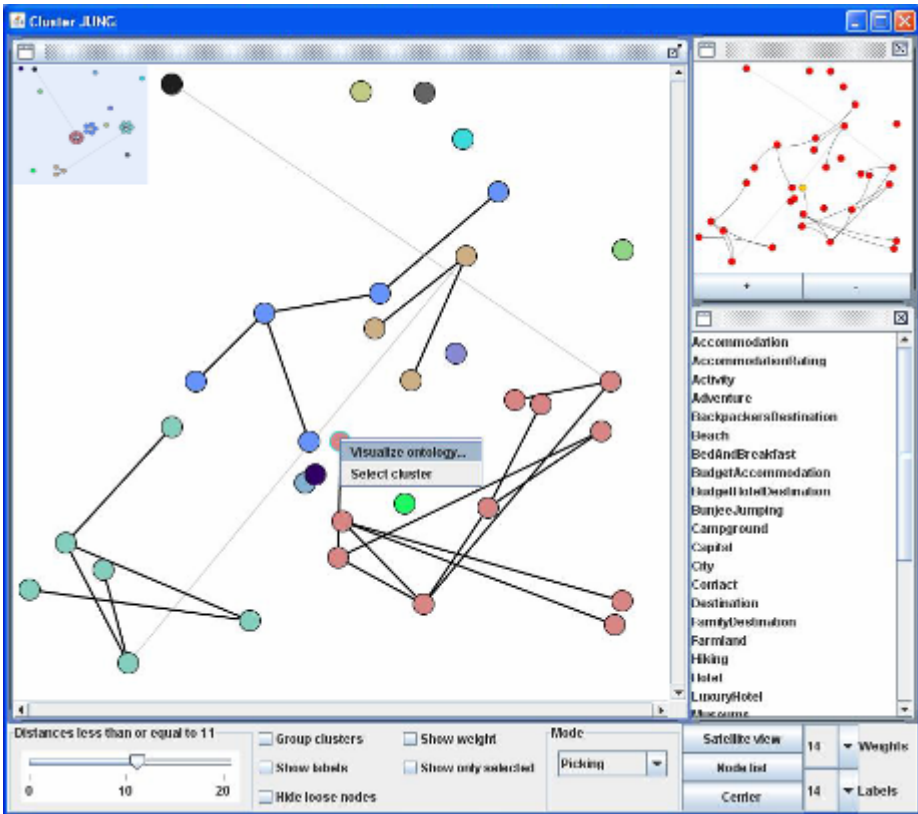 Cluster JUNG
+ -
Accommodation
AccommodationRating
Activity
Adventure
BackpackersDestination
Beach
BedAndBreakfast
BudgetAccommodation
BudgetHotelDestination
BunjeeJumping
Campground
Capital
City
Contact
Destination
FamilyDestination
Farmland
Hiking
Hotel
LuxuryHotel
Museums
Visualize ontology...
Select cluster
Distances less than or equal to 11
0 10 20
Group clusters
Show labels
Hide loose nodes
Show weight
Show only selected
Mode
Picking
Satellite view
Node list
Center
14 Weights
14 Labels